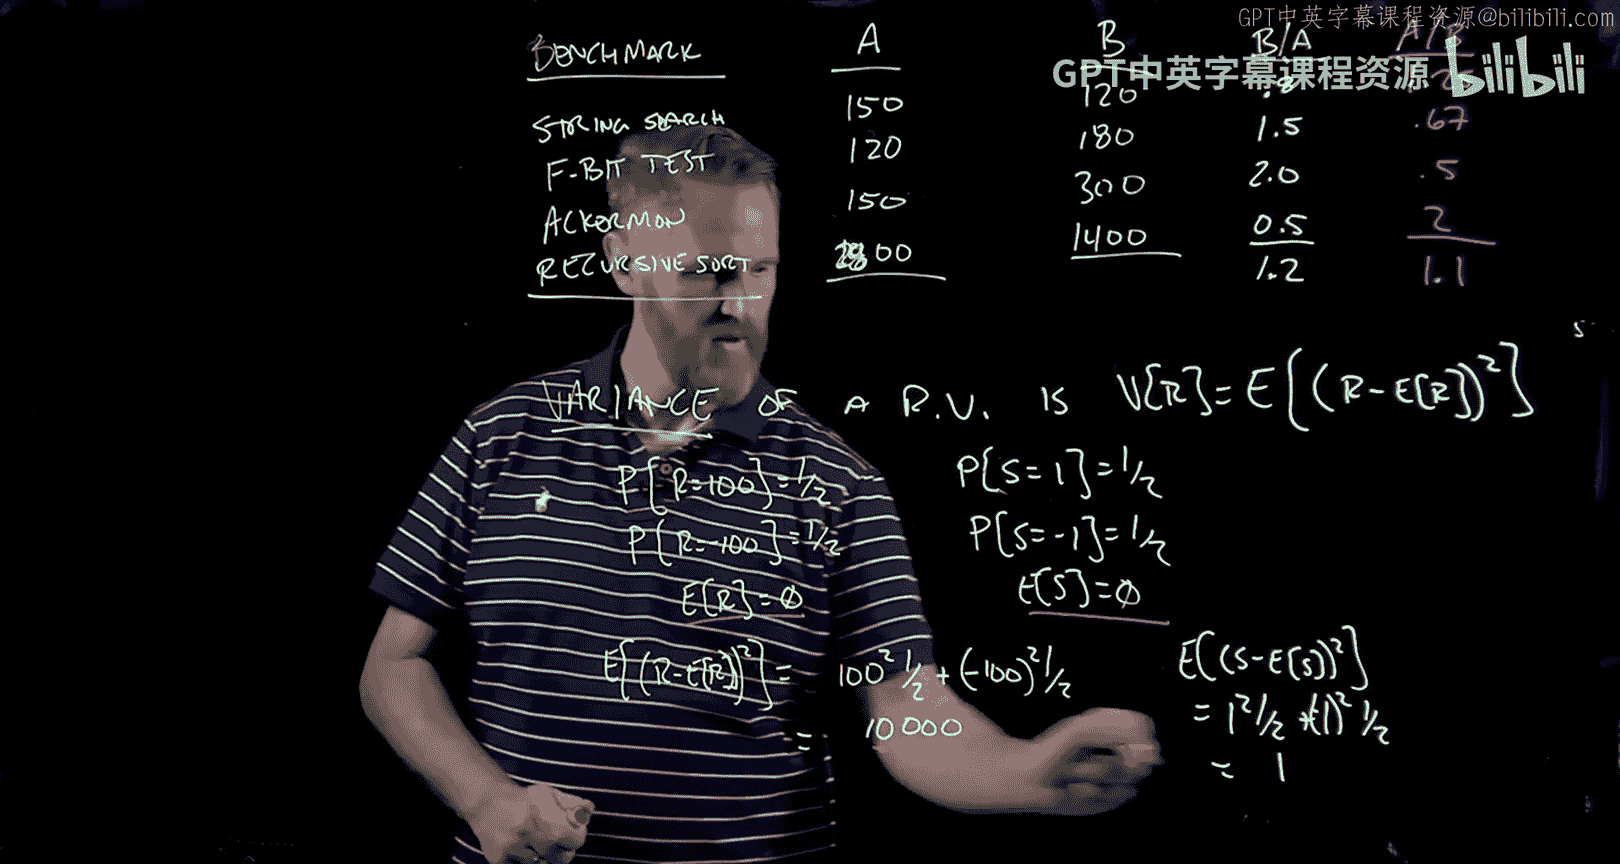 GPT中英字幕课程资源@bilibili.com
GPT中英字幕课程资源 bilibili
BENCHMARK A B B/A A/B
STRING SEARCH 150 120 .8
F-BIT TEST 120 180 1.5 .67
ACKERMON 150 300 2.0 .5
RECURSIVE SORT 2800 1400 0.5 2
1.2 1.1
VARIANCE OF A R.V. IS V[R]=E[(R-E[R])²]
P[R=100]=1/2 P[S=1]=1/2
P[R=-100]=1/2 P[S=-1]=1/2
E[R]=0 E[S]=0
E[(R-E[R])²]= 100² 1/2 + (-100)² 1/2 E[(S-E[S])²]
= 10000 = 1² 1/2 +(-1)² 1/2
= 1